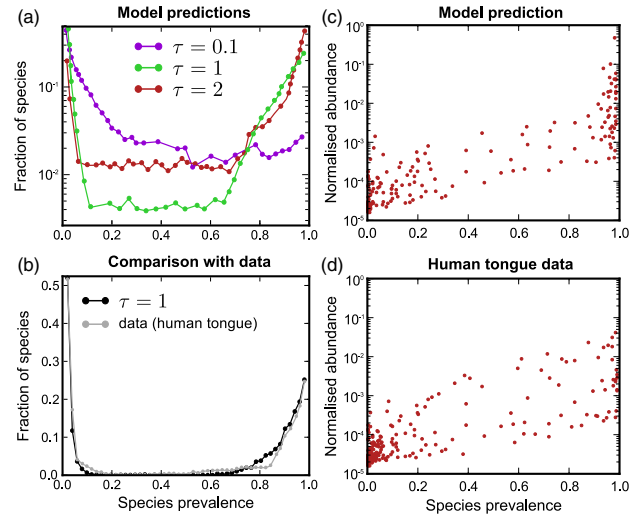 (a) Model predictions
Fraction of species
10⁻¹
10⁻²
τ = 0.1
τ = 1
τ = 2
0.0 0.2 0.4 0.6 0.8 1.0
(c) Model prediction
Normalised abundance
10⁰
10⁻¹
10⁻²
10⁻³
10⁻⁴
10⁻⁵
0.0 0.2 0.4 0.6 0.8 1.0
(b) Comparison with data
Fraction of species
0.5
0.4
0.3
0.2
0.1
0.0
τ = 1
data (human tongue)
0.0 0.2 0.4 0.6 0.8 1.0
Species prevalence
(d) Human tongue data
Normalised abundance
10⁰
10⁻¹
10⁻²
10⁻³
10⁻⁴
10⁻⁵
0.0 0.2 0.4 0.6 0.8 1.0
Species prevalence